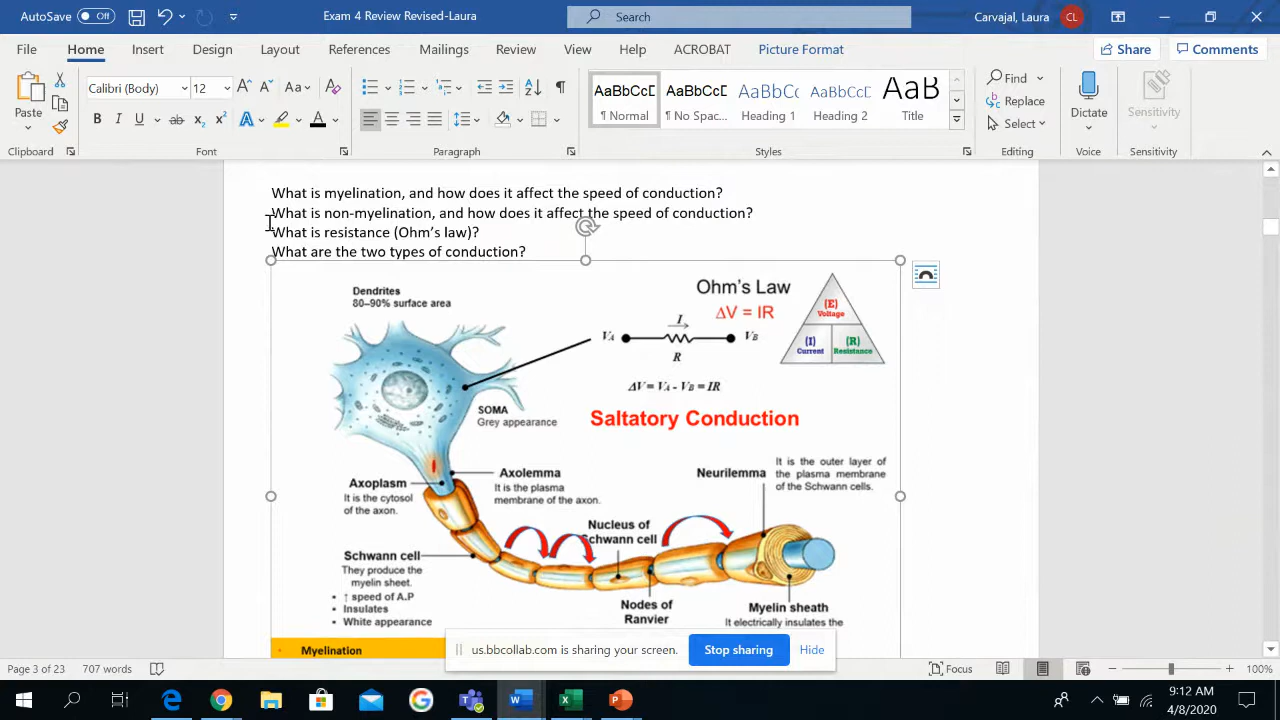 AutoSave Off
Exam 4 Review Revised-Laura
Search
Carvajal, Laura CL
File Home Insert Design Layout References Mailings Review View Help ACROBAT Picture Format Share Comments
Paste
Clipboard
Calibri (Body) 12 A A Aa A
B I U ab x₂ x² A A
Font
Paragraph
AaBbCcD AaBbCcD AaBbCc AaBbCcD AaB
¶ Normal ¶ No Spac... Heading 1 Heading 2 Title
Styles
Find
Replace
Select
Editing
Dictate
Voice
Sensitivity
Sensitivity
What is myelination, and how does it affect the speed of conduction?
What is non-myelination, and how does it affect the speed of conduction?
What is resistance (Ohm's law)?
What are the two types of conduction?
Dendrites
80–90% surface area
Ohm's Law
ΔV = IR
(E)
Voltage
(I)
Current
(R)
Resistance
I
V_A
V_B
R
ΔV = V_A - V_B = IR
SOMA
Grey appearance
Saltatory Conduction
Axoplasm
It is the cytosol
of the axon.
Axolemma
It is the plasma
membrane of the axon.
Neurilemma
It is the outer layer of
the plasma membrane
of the Schwann cells.
Nucleus of
Schwann cell
Schwann cell
They produce the
myelin sheet.
• ↑ speed of A.P
• Insulates
• White appearance
Nodes of
Ranvier
Myelin sheath
It electrically insulates the
• Myelination
us.bbcollab.com is sharing your screen. Stop sharing Hide
Page 3 of 23 707 words
Focus
100%
9:12 AM
4/8/2020